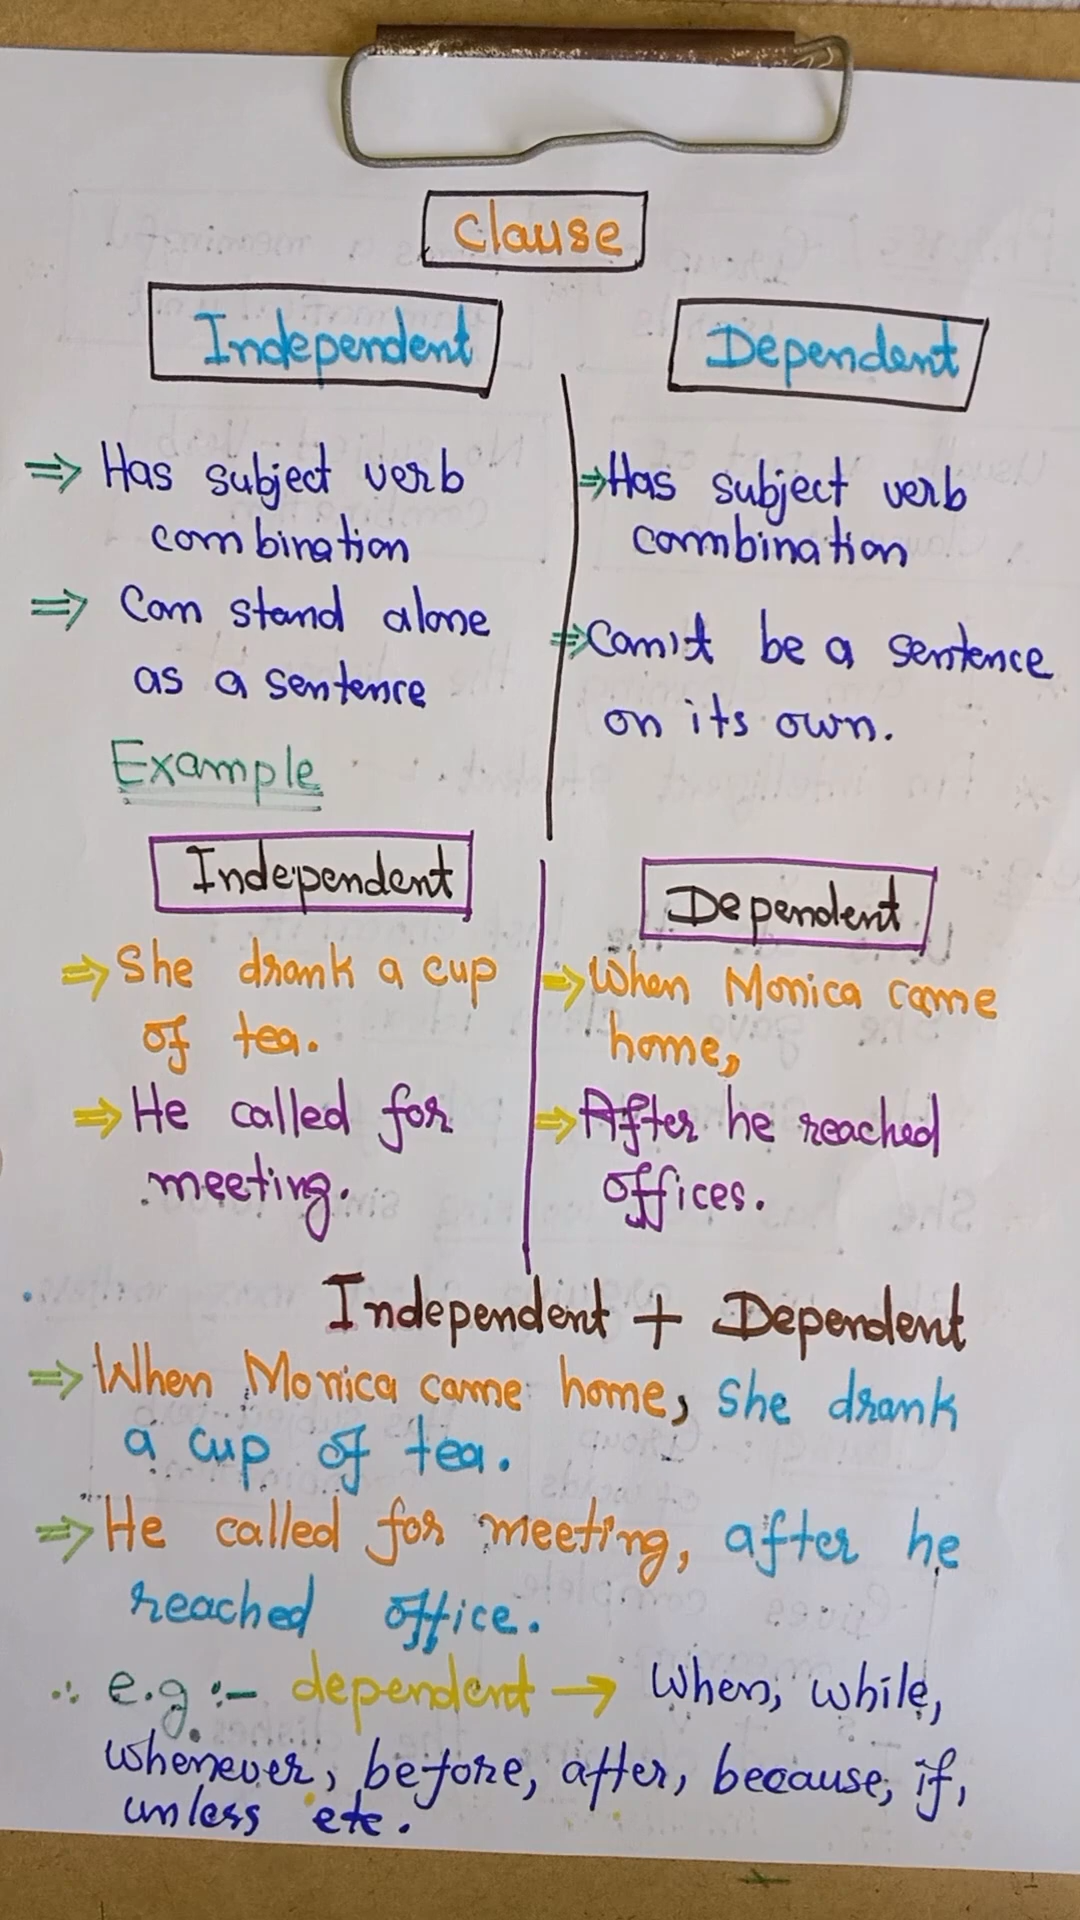 Clause
Independent
Dependent
⇒ Has subject verb
combination
⇒ Can stand alone
as a sentence
⇒ Has subject verb
combination
⇒ Can't be a sentence
on its own.
Example
Independent
⇒ She drank a cup
of tea.
⇒ He called for
meeting.
Dependent
⇒ When Monica came
home,
⇒ After he reached
offices.
Independent + Dependent
⇒ When Monica came home, she drank
a cup of tea.
⇒ He called for meeting, after he
reached office.
∴ e.g :- dependent → When, while,
whenever, before, after, because, if,
unless etc.